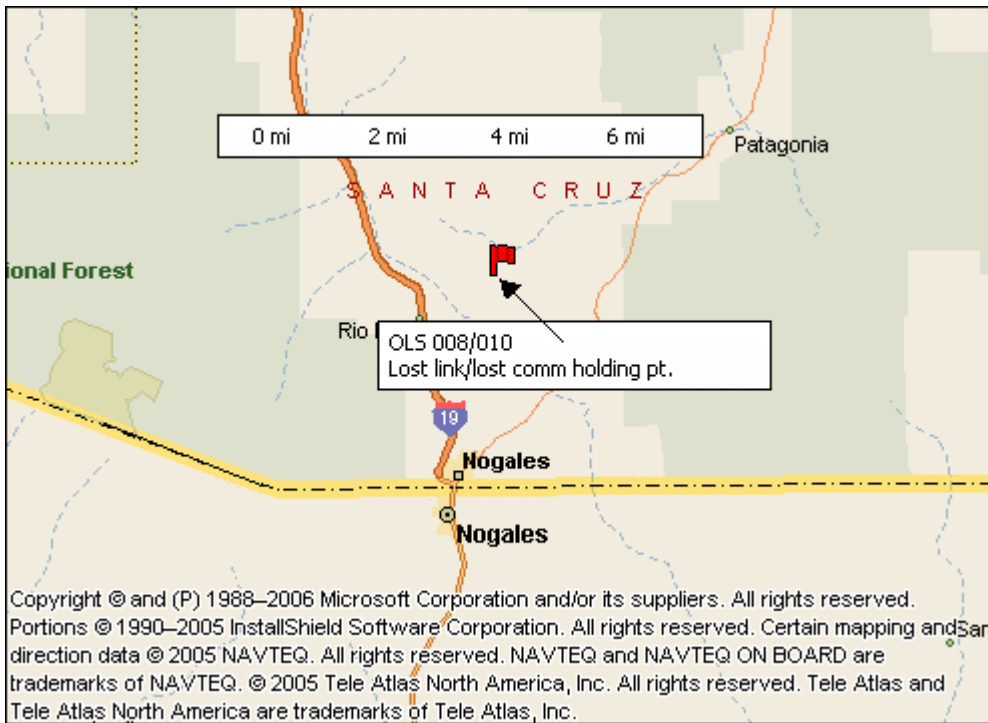 0 mi 2 mi 4 mi 6 mi
Patagonia
SANTA CRUZ
ional Forest
Rio
OLS 008/010
Lost link/lost comm holding pt.
19
Nogales
Nogales
Copyright © and (P) 1988–2006 Microsoft Corporation and/or its suppliers. All rights reserved.
Portions © 1990–2005 InstallShield Software Corporation. All rights reserved. Certain mapping and
San
direction data © 2005 NAVTEQ. All rights reserved. NAVTEQ and NAVTEQ ON BOARD are
trademarks of NAVTEQ. © 2005 Tele Atlas North America, Inc. All rights reserved. Tele Atlas and
Tele Atlas North America are trademarks of Tele Atlas, Inc.